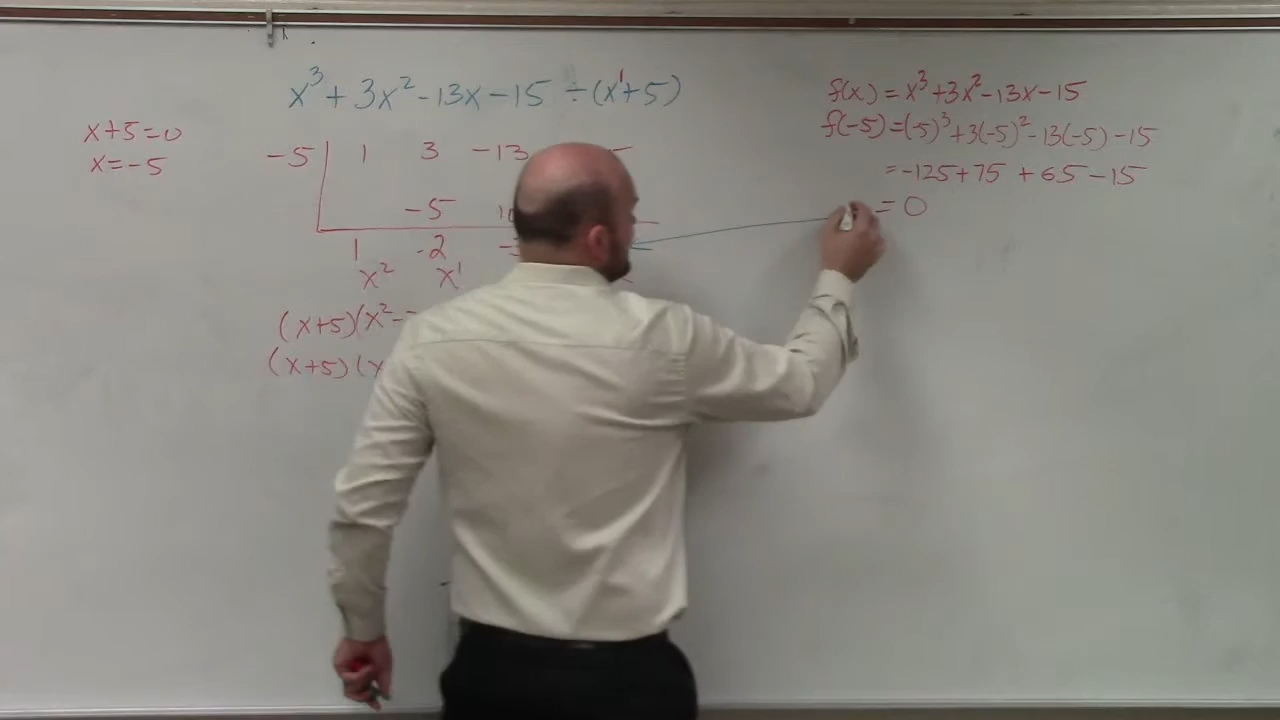 x³ + 3x² - 13x - 15 ÷ (x¹ + 5)
x + 5 = 0
x = -5
-5 | 1 3 -13
-5
1 -2
x² x¹
(x+5)(x² -
(x+5)(x
f(x) = x³ + 3x² - 13x - 15
f(-5) = (-5)³ + 3(-5)² - 13(-5) - 15
= -125 + 75 + 65 - 15
= 0